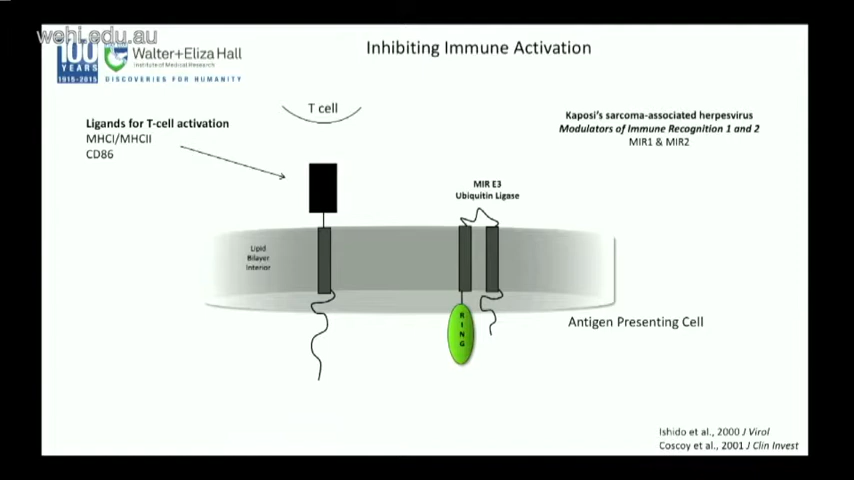 wehi.edu.au
100
YEARS
1915-2015
Walter+Eliza Hall
Institute of Medical Research
DISCOVERIES FOR HUMANITY
Inhibiting Immune Activation
T cell
Ligands for T-cell activation
MHCI/MHCII
CD86
Kaposi's sarcoma-associated herpesvirus
Modulators of Immune Recognition 1 and 2
MIR1 & MIR2
MIR E3
Ubiquitin Ligase
Lipid
Bilayer
Interior
R
I
N
G
Antigen Presenting Cell
Ishido et al., 2000 J Virol
Coscoy et al., 2001 J Clin Invest